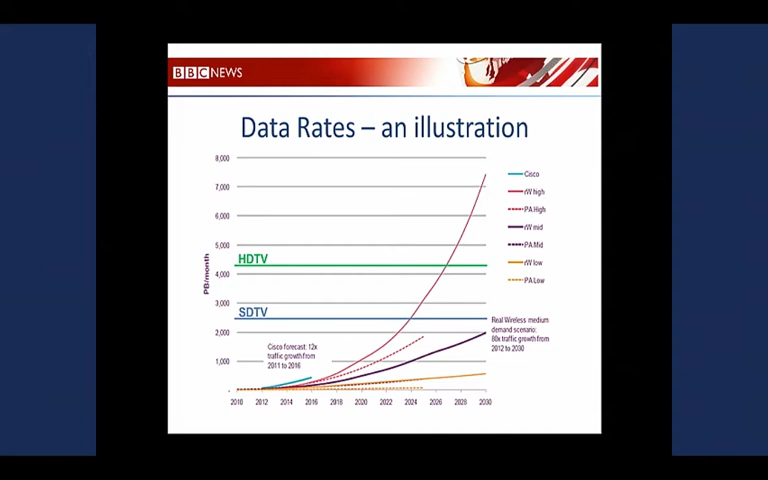 BBC NEWS
Data Rates – an illustration
8,000
7,000
6,000
5,000
4,000
3,000
2,000
1,000
-
PB/month
HDTV
SDTV
Cisco forecast: 12x
traffic growth from
2011 to 2016
2010 2012 2014 2016 2018 2020 2022 2024 2026 2028 2030
Cisco
rW high
PA High
rW mid
PA Mid
rW low
PA Low
Real Wireless medium
demand scenario:
80x traffic growth from
2012 to 2030